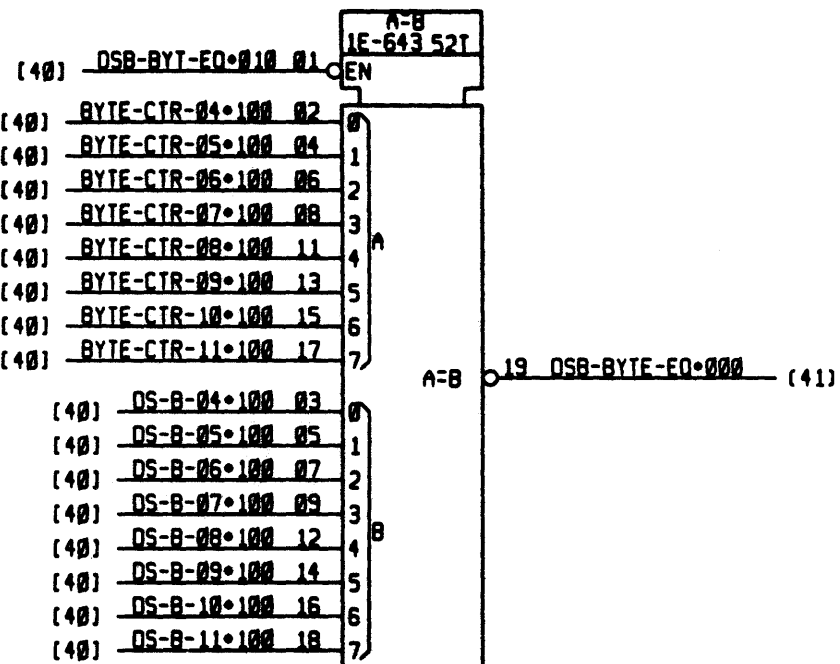 A=B
1E-643 52T
[40] DSB-BYT-EQ•010 01 EN
[40] BYTE-CTR-04•100 02 0
[40] BYTE-CTR-05•100 04 1
[40] BYTE-CTR-06•100 06 2
[40] BYTE-CTR-07•100 08 3
A
[40] BYTE-CTR-08•100 11 4
[40] BYTE-CTR-09•100 13 5
[40] BYTE-CTR-10•100 15 6
[40] BYTE-CTR-11•100 17 7
A=B 19 DSB-BYTE-EQ•000 [41]
[40] DS-B-04•100 03 0
[40] DS-B-05•100 05 1
[40] DS-B-06•100 07 2
[40] DS-B-07•100 09 3
B
[40] DS-B-08•100 12 4
[40] DS-B-09•100 14 5
[40] DS-B-10•100 16 6
[40] DS-B-11•100 18 7